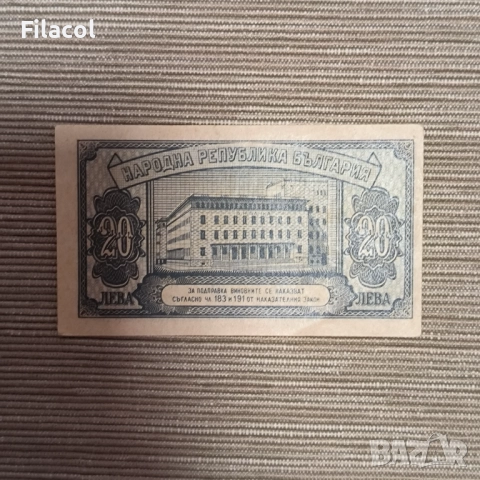 Filacol
НАРОДНА РЕПУБЛИКА БЪЛГАРИЯ
20 20
ЛЕВА ЛЕВА
ЗА ПОДПРАВКА ВИНОВНИТЕ СЕ НАКАЗВАТ
СЪГЛАСНО ЧЛ. 183 И 191 ОТ НАКАЗАТЕЛНИЯ ЗАКОН
BAZAR